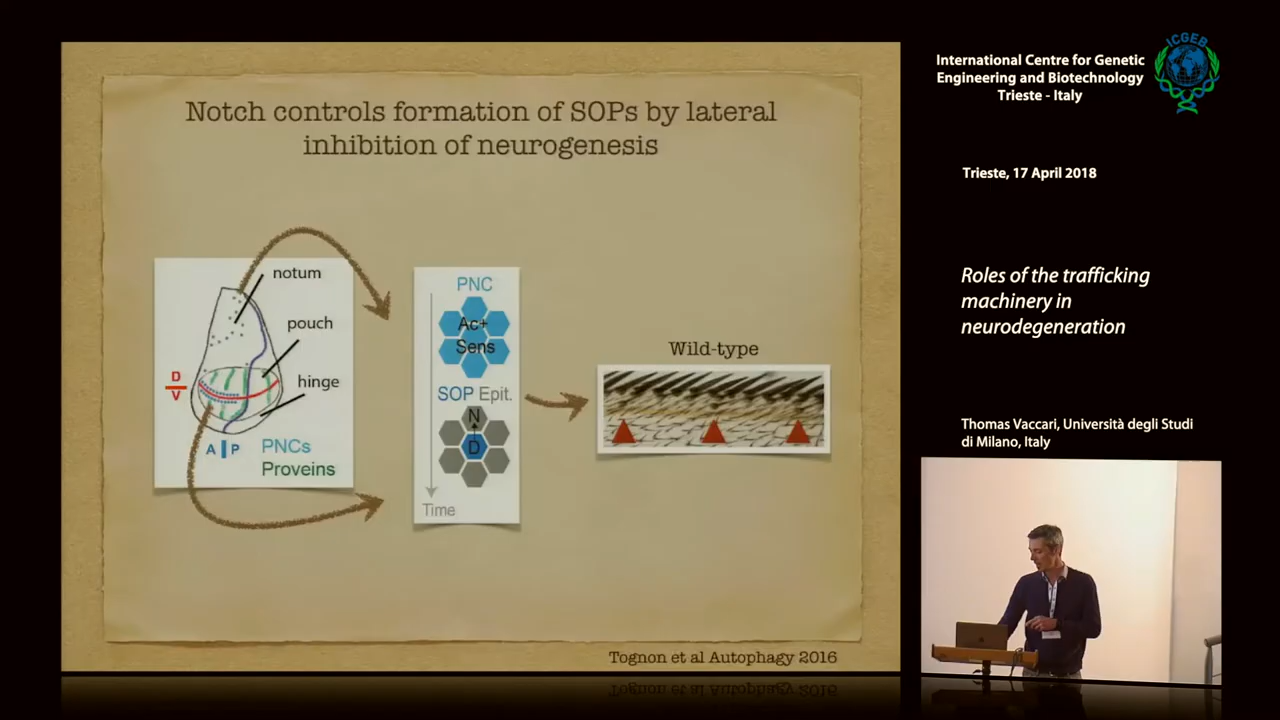 Notch controls formation of SOPs by lateral
inhibition of neurogenesis
notum
pouch
hinge
D
V
A P
PNCs
Proveins
PNC
Ac+
Sens
SOP Epit.
N
D
Time
Wild-type
Tognon et al Autophagy 2016
ICGEB
International Centre for Genetic
Engineering and Biotechnology
Trieste - Italy
Trieste, 17 April 2018
Roles of the trafficking
machinery in
neurodegeneration
Thomas Vaccari, Università degli Studi
di Milano, Italy